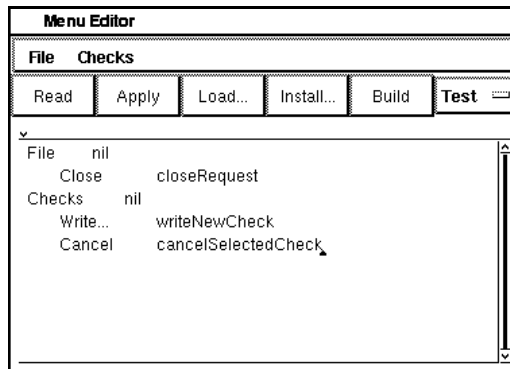 Menu Editor
File Checks
Read Apply Load... Install... Build Test
File nil
Close closeRequest
Checks nil
Write... writeNewCheck
Cancel cancelSelectedCheck